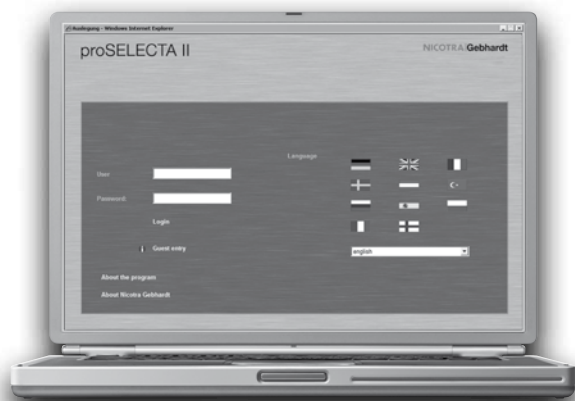 Auslegung - Windows Internet Explorer
proSELECTA II
NICOTRA Gebhardt
Language
User
Password:
Login
i Guest entry
english
About the program
About Nicotra Gebhardt